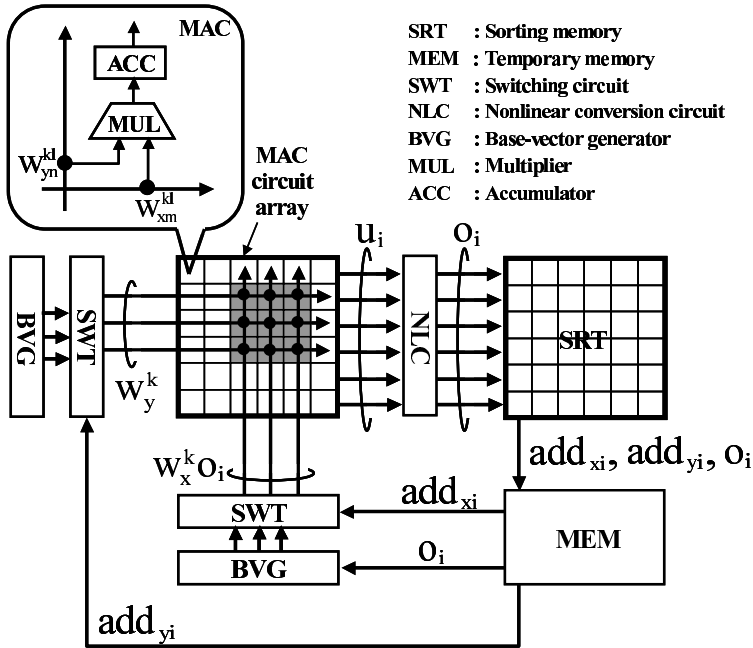 MAC
ACC
MUL
W_yn^kl
W_xm^kl
SRT : Sorting memory
MEM : Temporary memory
SWT : Switching circuit
NLC : Nonlinear conversion circuit
BVG : Base-vector generator
MUL : Multiplier
ACC : Accumulator
MAC
circuit
array
u_i
o_i
BVG
SWT
W_y^k
NLC
SRT
W_x^k o_i
add_xi, add_yi, o_i
SWT
add_xi
MEM
BVG
o_i
add_yi